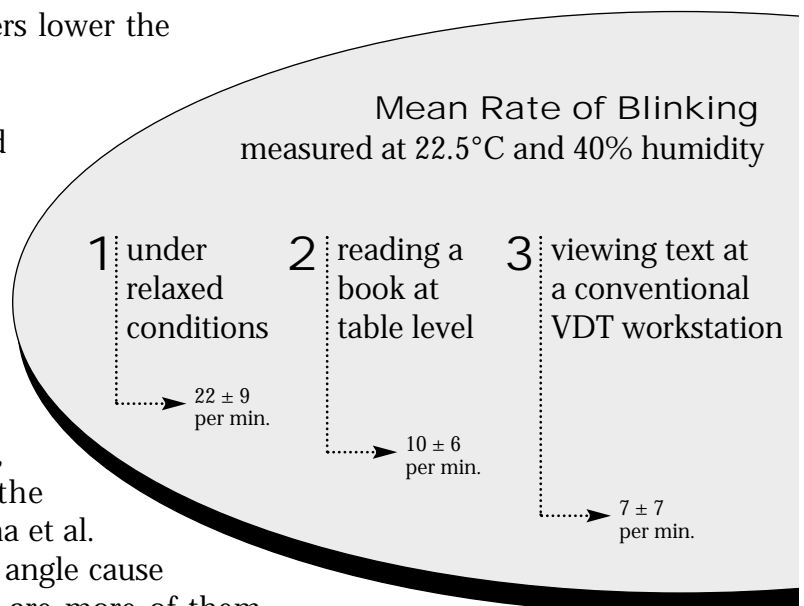 lower the
Mean Rate of Blinking
measured at 22.5°C and 40% humidity
1 under
relaxed
conditions
22 ± 9
per min.
2 reading a
book at
table level
10 ± 6
per min.
3 viewing text at
a conventional
VDT workstation
7 ± 7
per min.
the
et al.
angle cause
are more of them